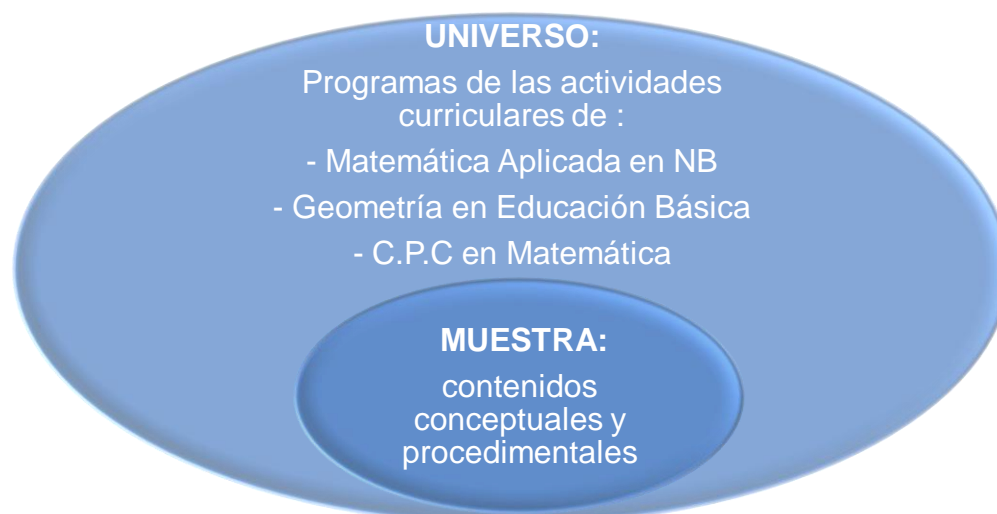 UNIVERSO:
Programas de las actividades
curriculares de :
- Matemática Aplicada en NB
- Geometría en Educación Básica
- C.P.C en Matemática
MUESTRA:
contenidos
conceptuales y
procedimentales